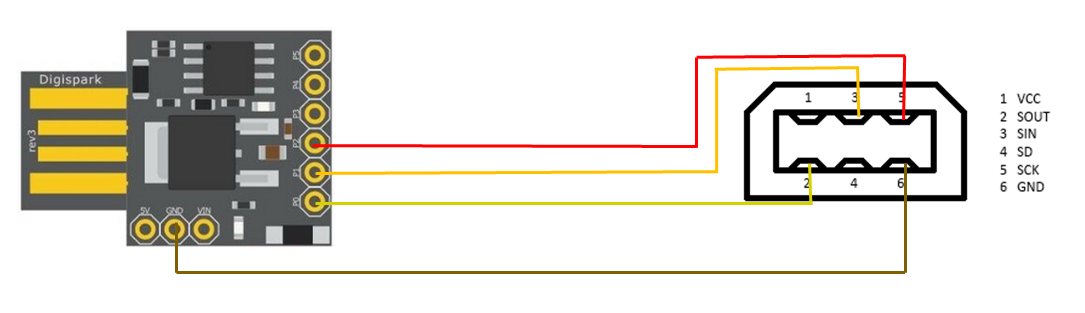 Digispark
rev3
P5
P4
P3
P2
P1
P0
5V GND VIN
1 3 5
2 4 6
1 VCC
2 SOUT
3 SIN
4 SD
5 SCK
6 GND